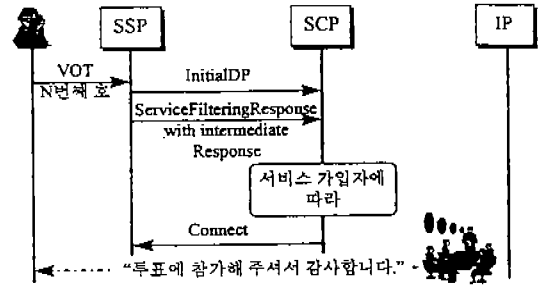 SSP
SCP
IP
VOT
N번째 호
InitialDP
ServiceFilteringResponse
with intermediate
Response
서비스 가입자에
따라
Connect
“투표에 참가해 주셔서 감사합니다.”